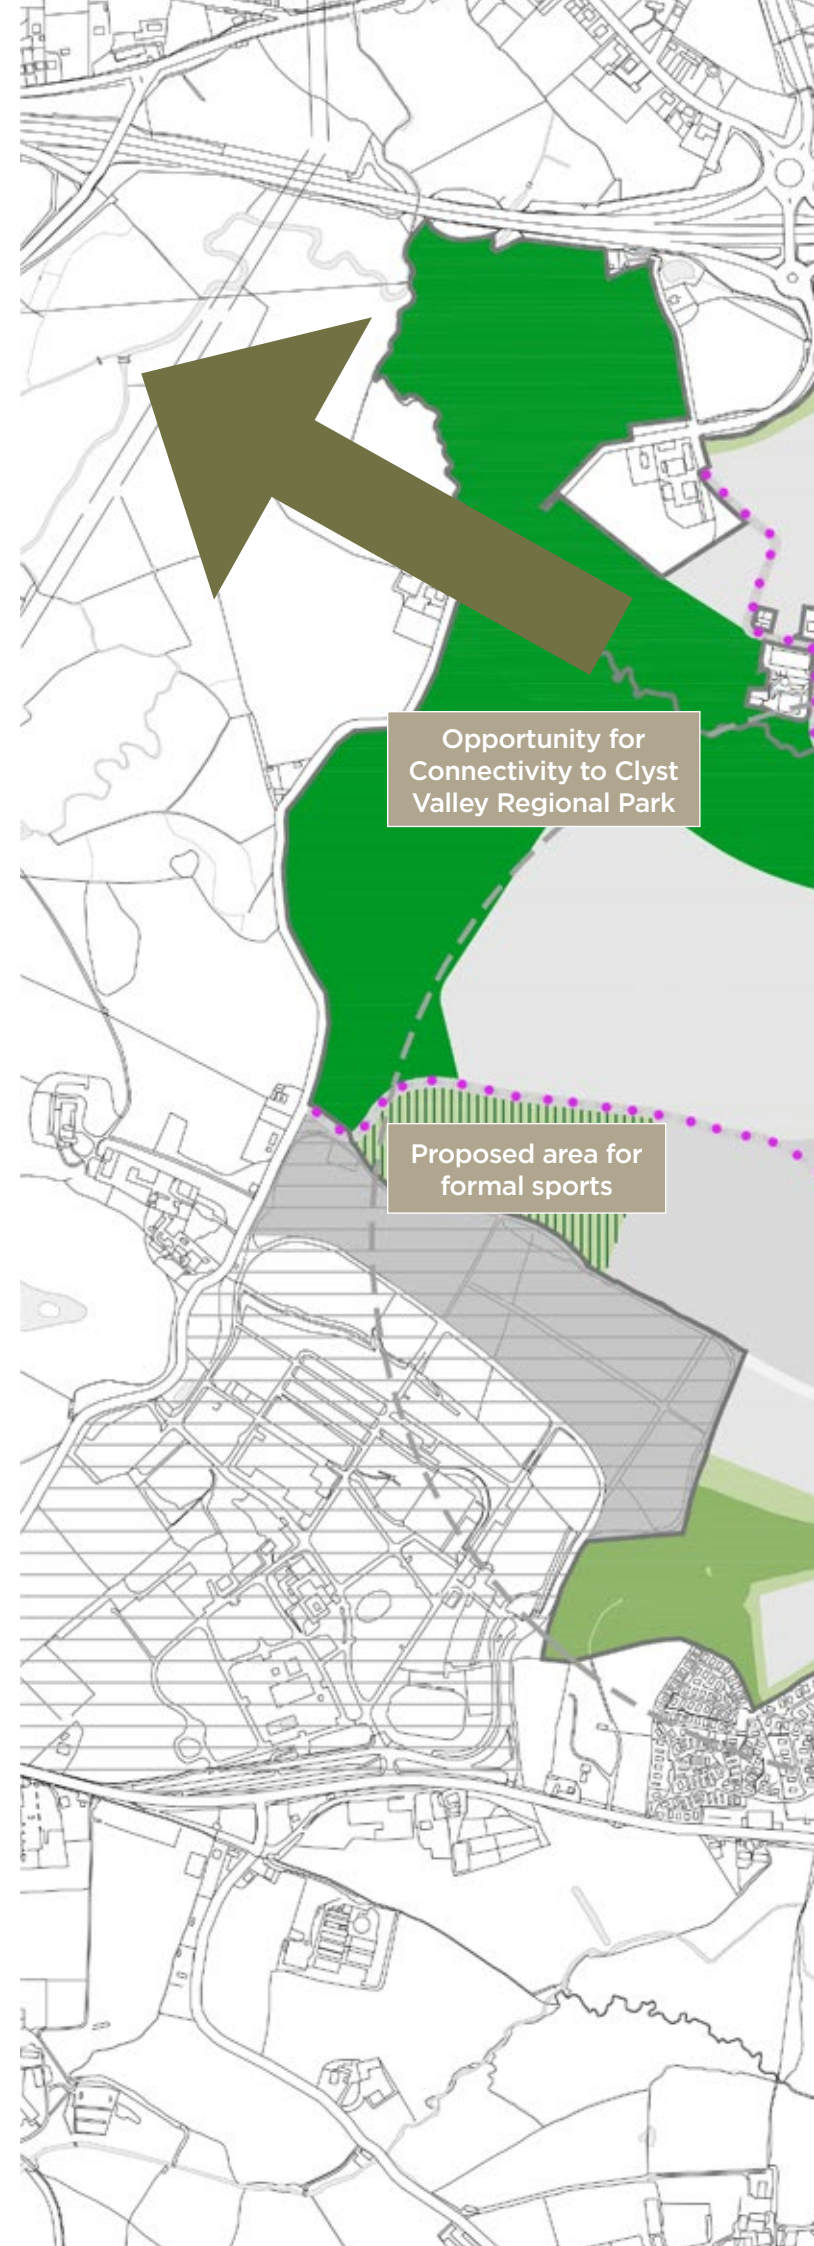 Opportunity for
Connectivity to Clyst
Valley Regional Park
Proposed area for
formal sports